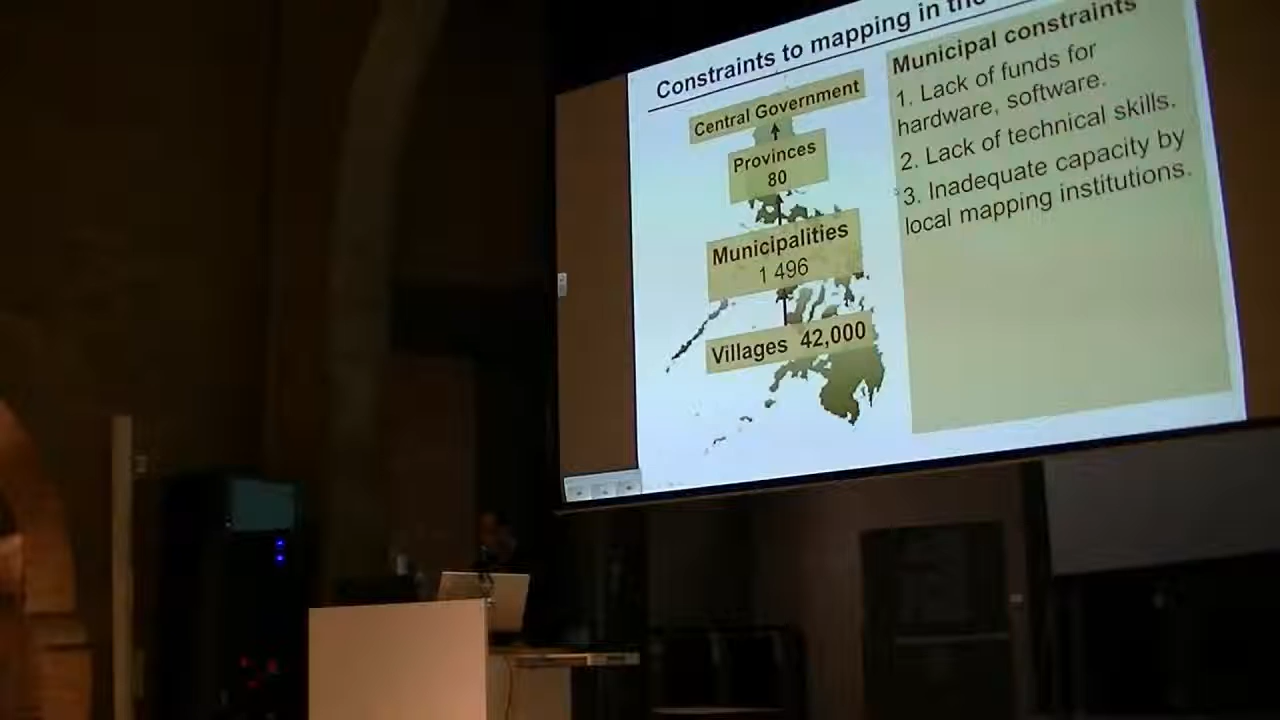 Constraints to mapping in the
Central Government
Provinces
80
Municipalities
1 496
Villages 42,000
Municipal constraints
1. Lack of funds for
hardware, software.
2. Lack of technical skills.
3. Inadequate capacity by
local mapping institutions.